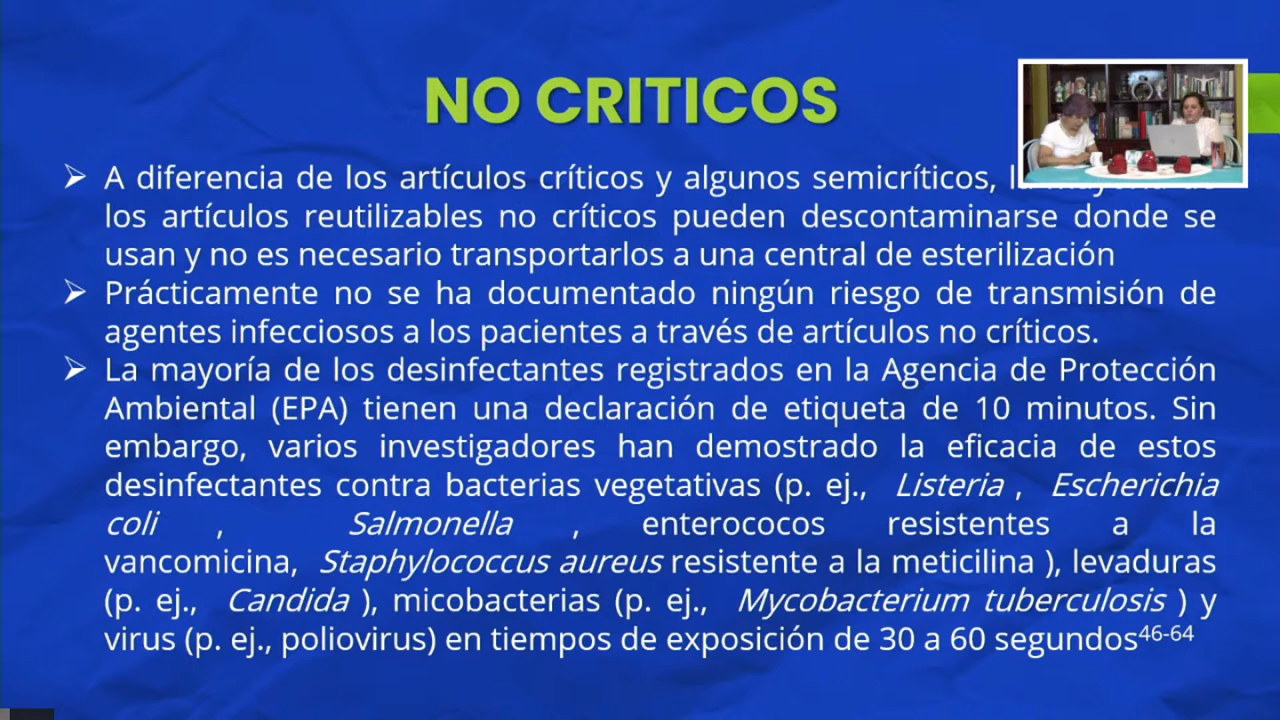 NO CRITICOS
➢ A diferencia de los artículos críticos y algunos semicríticos,
los artículos reutilizables no críticos pueden descontaminarse donde se
usan y no es necesario transportarlos a una central de esterilización
➢ Prácticamente no se ha documentado ningún riesgo de transmisión de
agentes infecciosos a los pacientes a través de artículos no críticos.
➢ La mayoría de los desinfectantes registrados en la Agencia de Protección
Ambiental (EPA) tienen una declaración de etiqueta de 10 minutos. Sin
embargo, varios investigadores han demostrado la eficacia de estos
desinfectantes contra bacterias vegetativas (p. ej., Listeria , Escherichia
coli , Salmonella , enterococos resistentes a la
vancomicina, Staphylococcus aureus resistente a la meticilina ), levaduras
(p. ej., Candida ), micobacterias (p. ej., Mycobacterium tuberculosis ) y
virus (p. ej., poliovirus) en tiempos de exposición de 30 a 60 segundos46-64